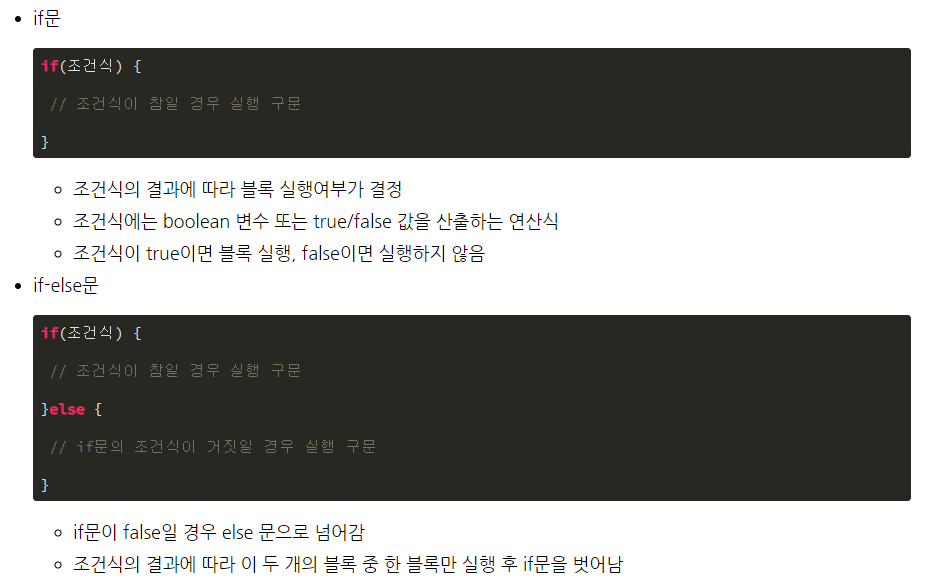 if문
if(조건식) {
// 조건식이 참일 경우 실행 구문
}
조건식의 결과에 따라 블록 실행여부가 결정
조건식에는 boolean 변수 또는 true/false 값을 산출하는 연산식
조건식이 true이면 블록 실행, false이면 실행하지 않음
if-else문
if(조건식) {
// 조건식이 참일 경우 실행 구문
}else {
// if문의 조건식이 거짓일 경우 실행 구문
}
if문이 false일 경우 else 문으로 넘어감
조건식의 결과에 따라 이 두 개의 블록 중 한 블록만 실행 후 if문을 벗어남